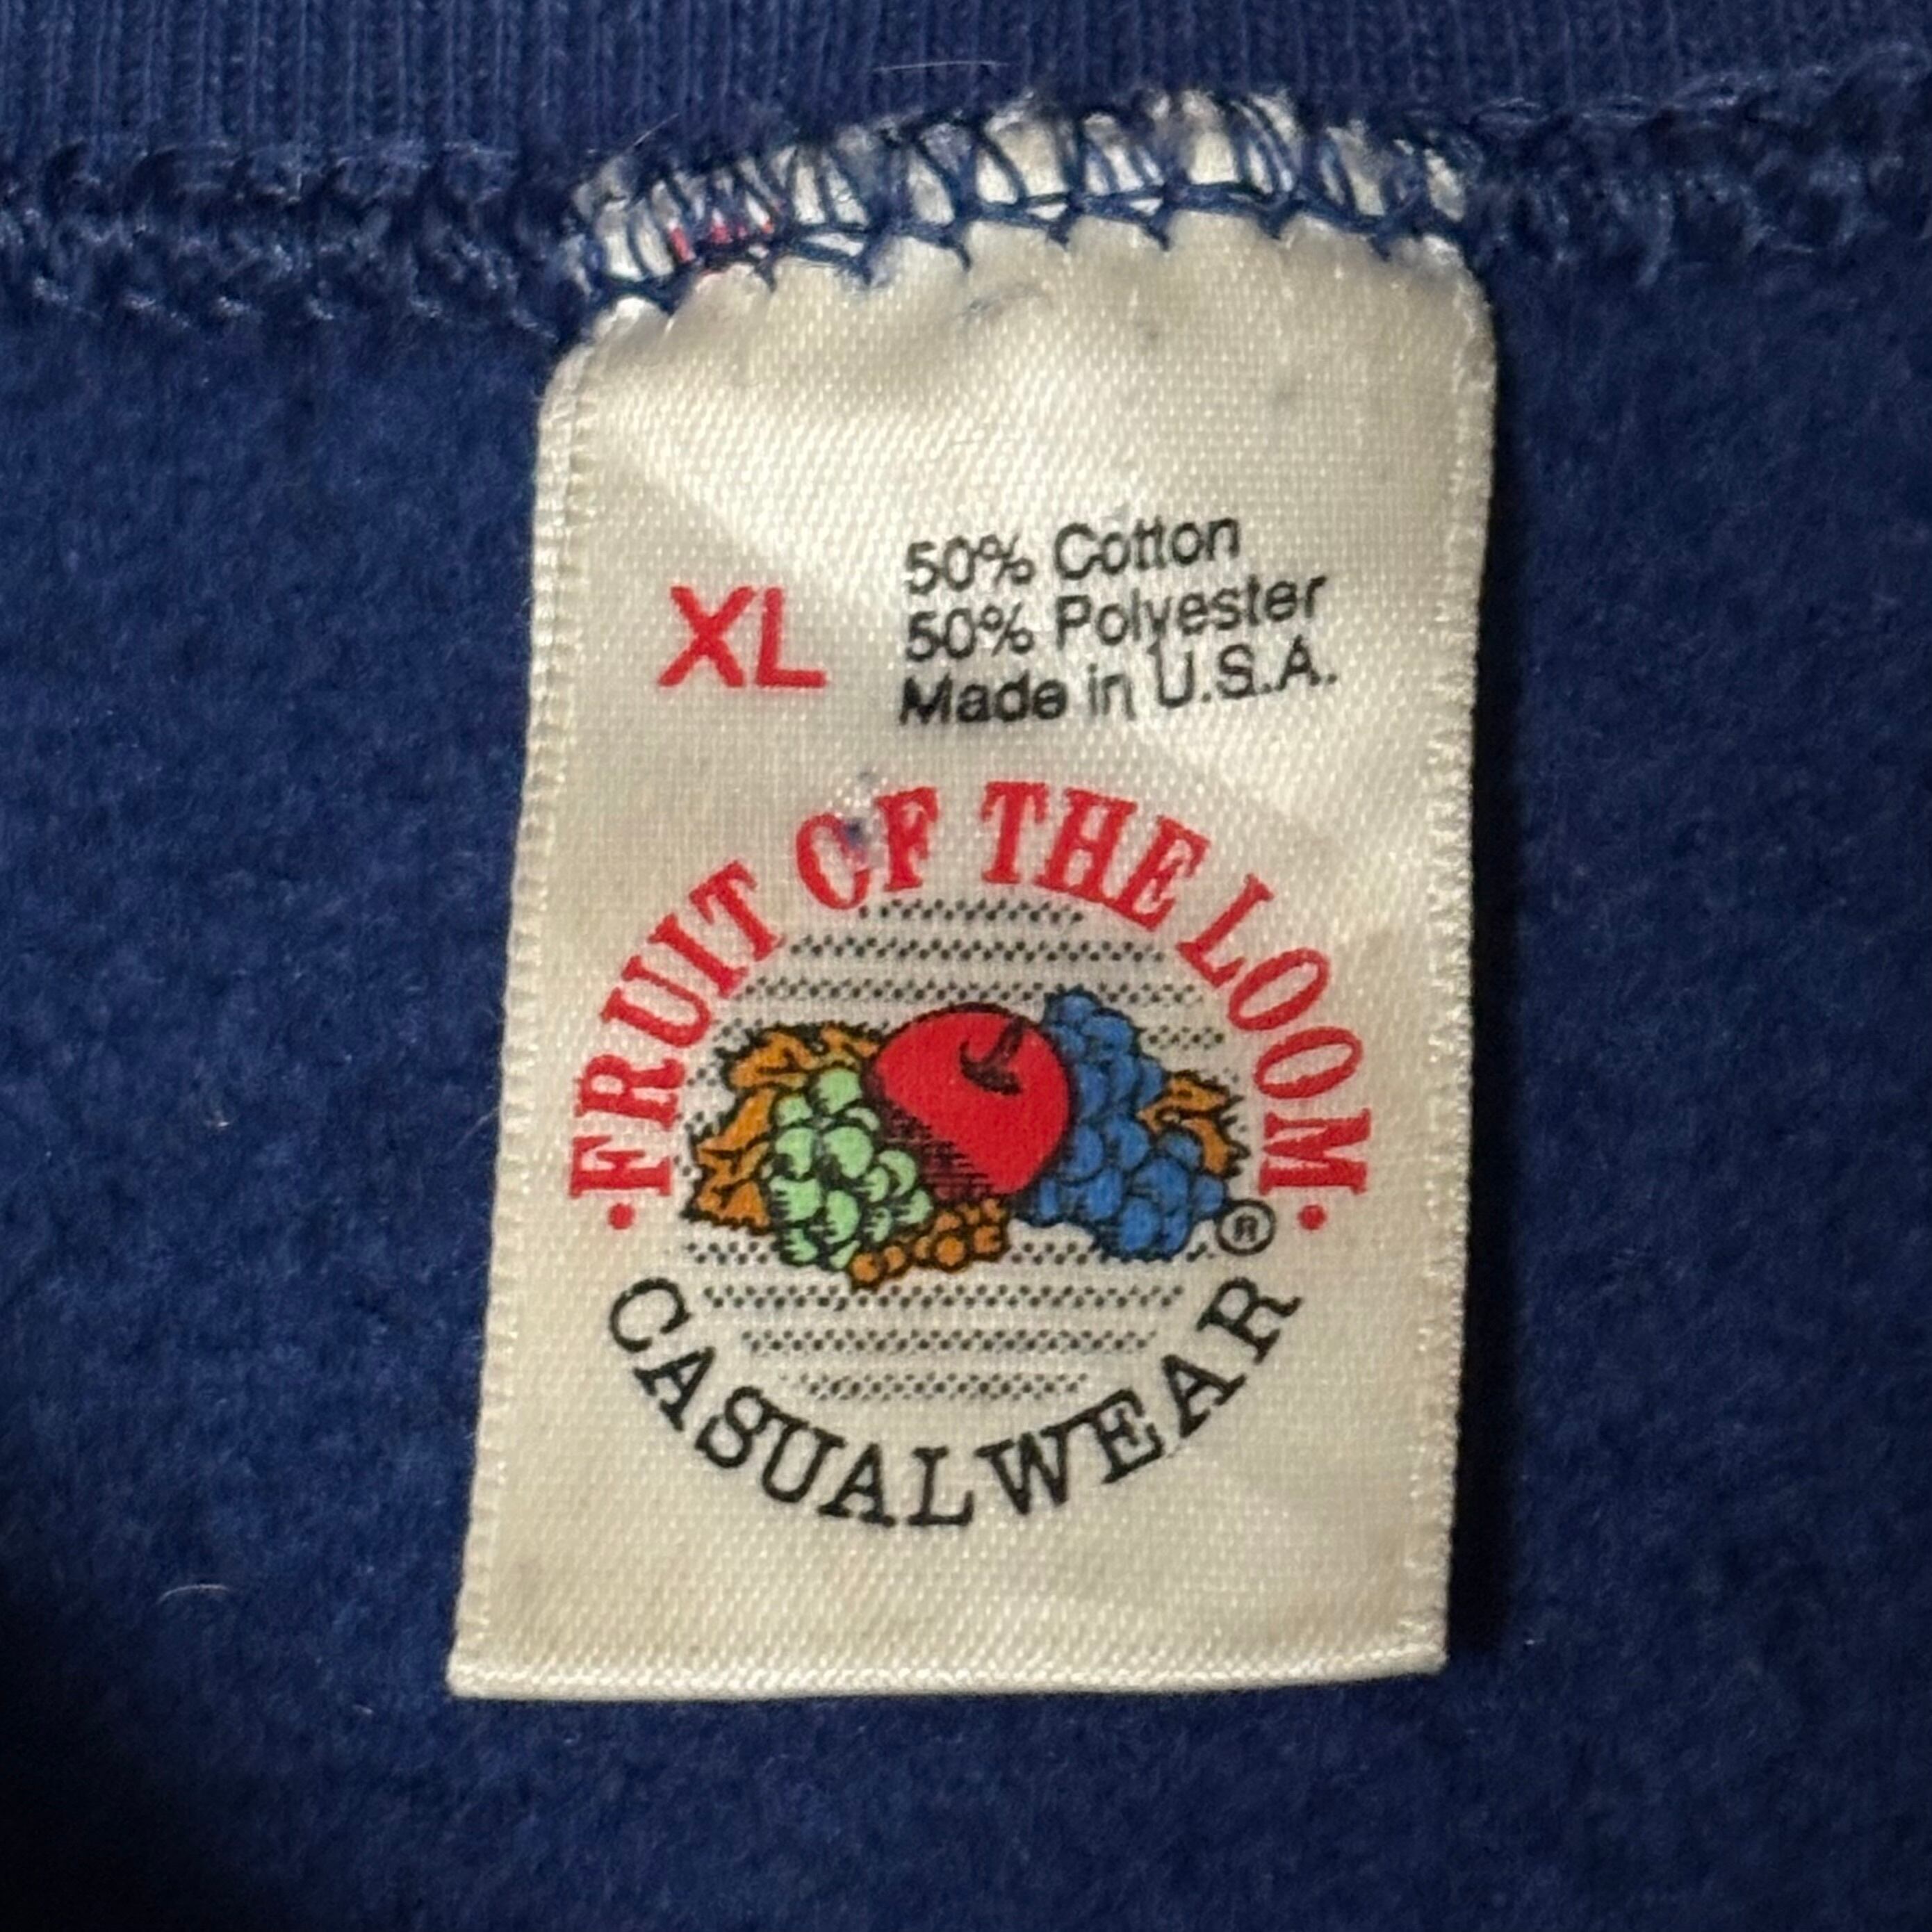 XL
50% Cotton
50% Polyester
Made in U.S.A.
•FRUIT OF THE LOOM•
®
CASUALWEAR